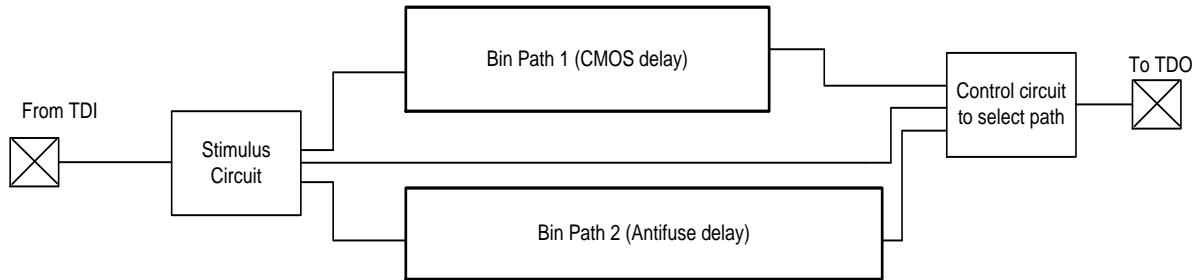 Bin Path 1 (CMOS delay)
To TDO
From TDI
Control circuit
to select path
Stimulus
Circuit
Bin Path 2 (Antifuse delay)